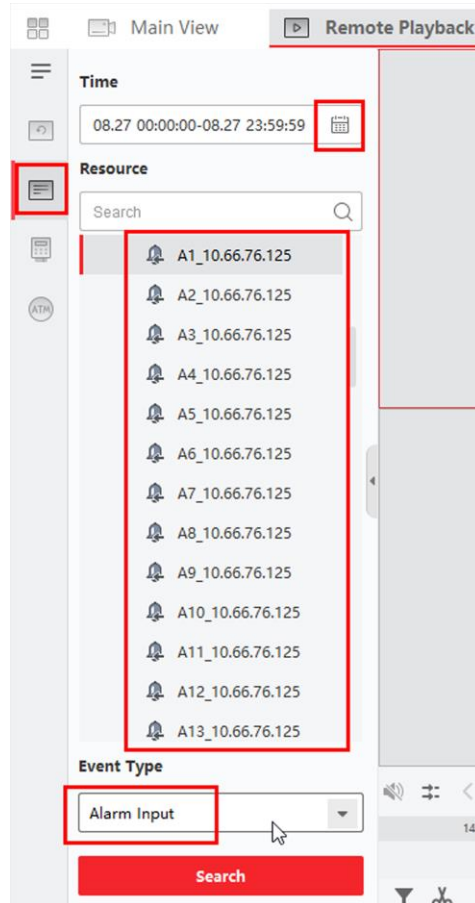 Main View
Remote Playback
Time
08.27 00:00:00-08.27 23:59:59
Resource
Search
A1_10.66.76.125
A2_10.66.76.125
A3_10.66.76.125
A4_10.66.76.125
A5_10.66.76.125
A6_10.66.76.125
A7_10.66.76.125
A8_10.66.76.125
A9_10.66.76.125
A10_10.66.76.125
A11_10.66.76.125
A12_10.66.76.125
A13_10.66.76.125
ATM
Event Type
Alarm Input
14
Search